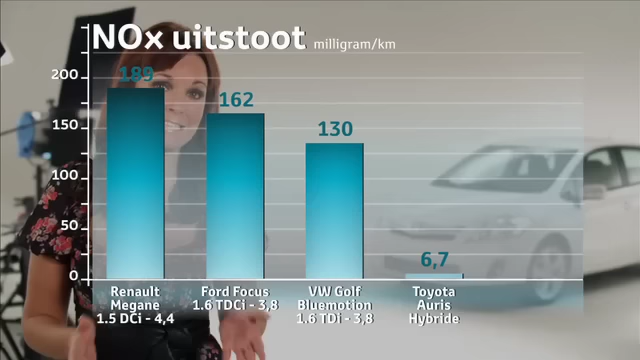 NOx uitstoot milligram/km
200
150
100
50
0
189
162
130
6,7
Renault
Megane
1.5 DCi - 4,4
Ford Focus
1.6 TDCi - 3,8
VW Golf
Bluemotion
1.6 TDi - 3,8
Toyota
Auris
Hybride